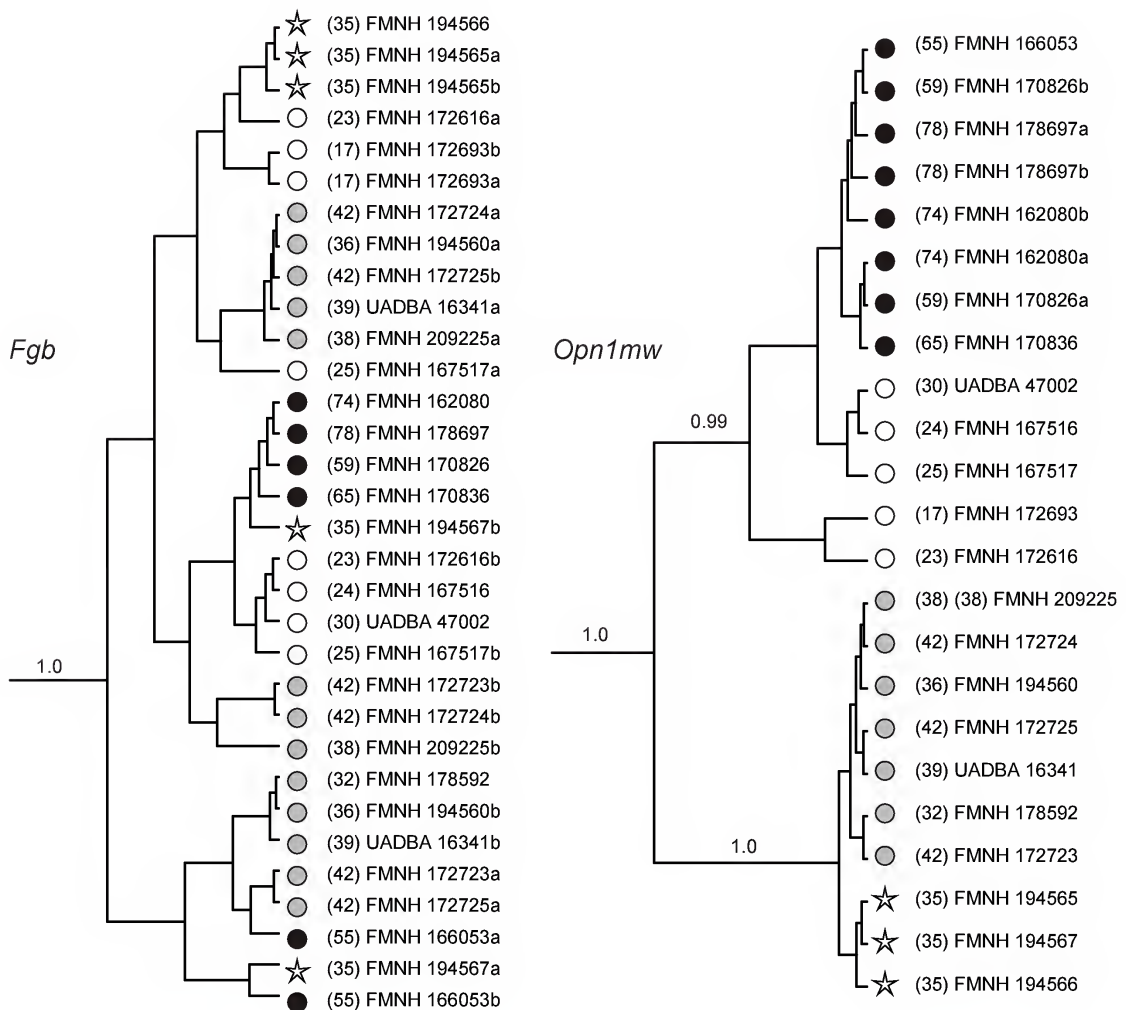 Fgb
1.0
(35) FMNH 194566
(35) FMNH 194565a
(35) FMNH 194565b
(23) FMNH 172616a
(17) FMNH 172693b
(17) FMNH 172693a
(42) FMNH 172724a
(36) FMNH 194560a
(42) FMNH 172725b
(39) UADBA 16341a
(38) FMNH 209225a
(25) FMNH 167517a
(74) FMNH 162080
(78) FMNH 178697
(59) FMNH 170826
(65) FMNH 170836
(35) FMNH 194567b
(23) FMNH 172616b
(24) FMNH 167516
(30) UADBA 47002
(25) FMNH 167517b
(42) FMNH 172723b
(42) FMNH 172724b
(38) FMNH 209225b
(32) FMNH 178592
(36) FMNH 194560b
(39) UADBA 16341b
(42) FMNH 172723a
(42) FMNH 172725a
(55) FMNH 166053a
(35) FMNH 194567a
(55) FMNH 166053b
Opn1mw
1.0
0.99
1.0
(55) FMNH 166053
(59) FMNH 170826b
(78) FMNH 178697a
(78) FMNH 178697b
(74) FMNH 162080b
(74) FMNH 162080a
(59) FMNH 170826a
(65) FMNH 170836
(30) UADBA 47002
(24) FMNH 167516
(25) FMNH 167517
(17) FMNH 172693
(23) FMNH 172616
(38) (38) FMNH 209225
(42) FMNH 172724
(36) FMNH 194560
(42) FMNH 172725
(39) UADBA 16341
(32) FMNH 178592
(42) FMNH 172723
(35) FMNH 194565
(35) FMNH 194567
(35) FMNH 194566